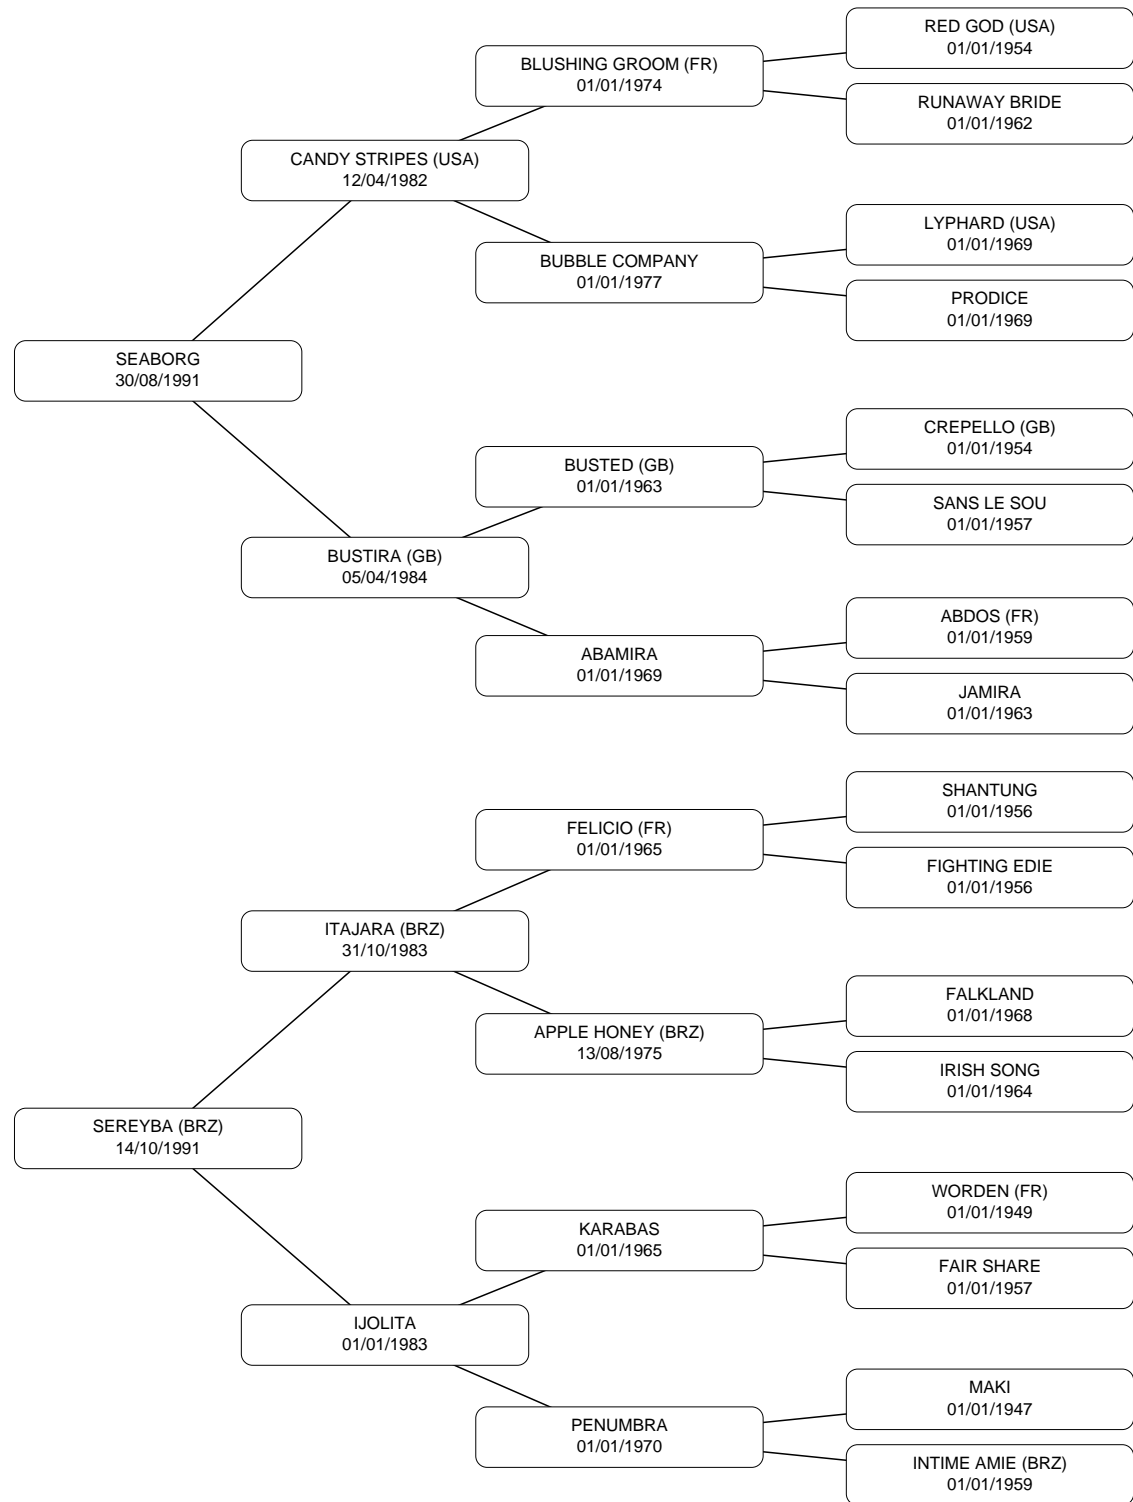 RED GOD (USA)
01/01/1954
BLUSHING GROOM (FR)
01/01/1974
RUNAWAY BRIDE
01/01/1962
CANDY STRIPES (USA)
12/04/1982
LYPHARD (USA)
01/01/1969
BUBBLE COMPANY
01/01/1977
PRODICE
01/01/1969
SEABORG
30/08/1991
CREPELLO (GB)
01/01/1954
BUSTED (GB)
01/01/1963
SANS LE SOU
01/01/1957
BUSTIRA (GB)
05/04/1984
ABDOS (FR)
01/01/1959
ABAMIRA
01/01/1969
JAMIRA
01/01/1963
SHANTUNG
01/01/1956
FELICIO (FR)
01/01/1965
FIGHTING EDIE
01/01/1956
ITAJARA (BRZ)
31/10/1983
FALKLAND
01/01/1968
APPLE HONEY (BRZ)
13/08/1975
IRISH SONG
01/01/1964
SEREYBA (BRZ)
14/10/1991
WORDEN (FR)
01/01/1949
KARABAS
01/01/1965
FAIR SHARE
01/01/1957
IJOLITA
01/01/1983
MAKI
01/01/1947
PENUMBRA
01/01/1970
INTIME AMIE (BRZ)
01/01/1959